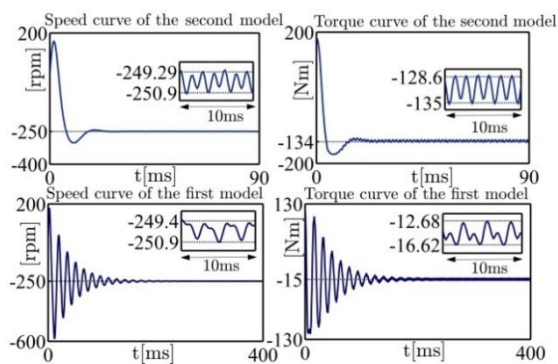 Speed curve of the second model
200
[rpm]
-249.29
-250.9
10ms
-250
-400
0
t[ms]
90
Torque curve of the second model
200
[Nm]
-128.6
-135
10ms
-134
-200
0
t[ms]
90
Speed curve of the first model
200
[rpm]
-249.4
-250.9
10ms
-250
-600
0
t[ms]
400
Torque curve of the first model
130
[Nm]
-12.68
-16.62
10ms
-15
-130
0
t[ms]
400